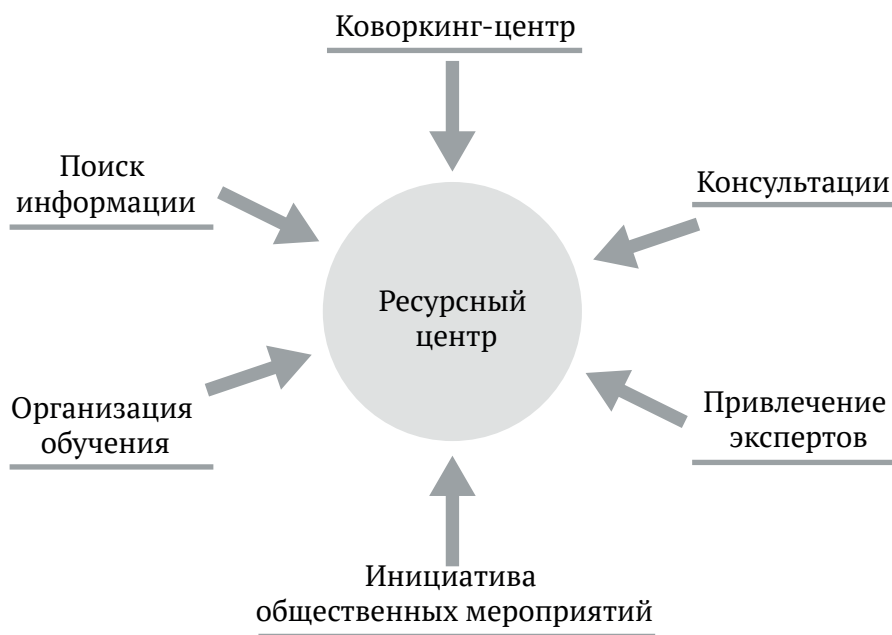 Коворкинг-центр
Поиск
информации
Консультации
Ресурсный
центр
Организация
обучения
Привлечение
экспертов
Инициатива
общественных мероприятий